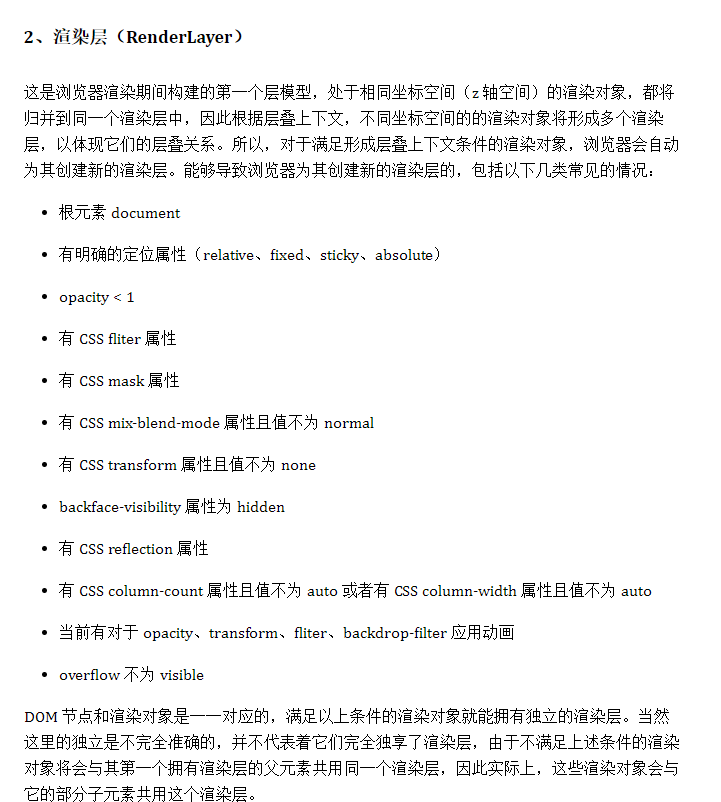 2、渲染层（RenderLayer）
这是浏览器渲染期间构建的第一个层模型，处于相同坐标空间（z 轴空间）的渲染对象，都将
归并到同一个渲染层中，因此根据层叠上下文，不同坐标空间的的渲染对象将形成多个渲染
层，以体现它们的层叠关系。所以，对于满足形成层叠上下文条件的渲染对象，浏览器会自动
为其创建新的渲染层。能够导致浏览器为其创建新的渲染层的，包括以下几类常见的情况：
• 根元素 document
• 有明确的定位属性（relative、fixed、sticky、absolute）
• opacity < 1
• 有 CSS fliter 属性
• 有 CSS mask 属性
• 有 CSS mix-blend-mode 属性且值不为 normal
• 有 CSS transform 属性且值不为 none
• backface-visibility 属性为 hidden
• 有 CSS reflection 属性
• 有 CSS column-count 属性且值不为 auto 或者有 CSS column-width 属性且值不为 auto
• 当前有对于 opacity、transform、fliter、backdrop-filter 应用动画
• overflow 不为 visible
DOM 节点和渲染对象是一一对应的，满足以上条件的渲染对象就能拥有独立的渲染层。当然
这里的独立是不完全准确的，并不代表着它们完全独享了渲染层，由于不满足上述条件的渲染
对象将会与其第一个拥有渲染层的父元素共用同一个渲染层，因此实际上，这些渲染对象会与
它的部分子元素共用这个渲染层。